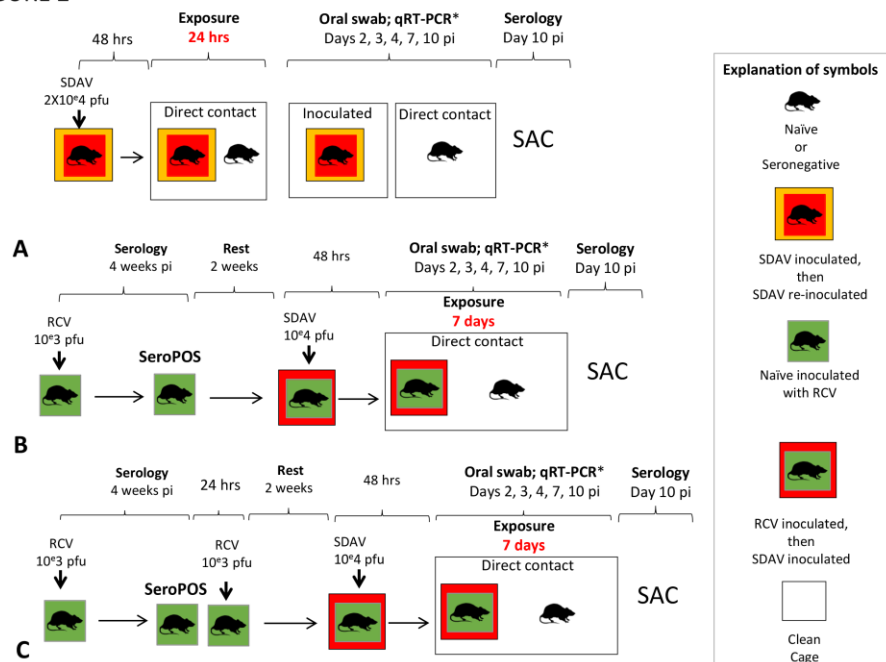 Exposure
24 hrs
Oral swab; qRT-PCR*
Days 2, 3, 4, 7, 10 pi
Serology
Day 10 pi
48 hrs
SDAV
2X10e4 pfu
Direct contact
Inoculated
Direct contact
SAC
A
Serology
4 weeks pi
Rest
2 weeks
48 hrs
Oral swab; qRT-PCR*
Days 2, 3, 4, 7, 10 pi
Serology
Day 10 pi
RCV
10e3 pfu
SeroPOS
SDAV
10e4 pfu
Exposure
7 days
Direct contact
SAC
B
Serology
4 weeks pi
24 hrs
Rest
2 weeks
48 hrs
Oral swab; qRT-PCR*
Days 2, 3, 4, 7, 10 pi
Serology
Day 10 pi
RCV
10e3 pfu
SeroPOS
RCV
10e3 pfu
SDAV
10e4 pfu
Exposure
7 days
Direct contact
SAC
C
Explanation of symbols
Naïve
or
Seronegative
SDAV inoculated,
then
SDAV re-inoculated
Naïve inoculated
with RCV
RCV inoculated,
then
SDAV inoculated
Clean
Cage